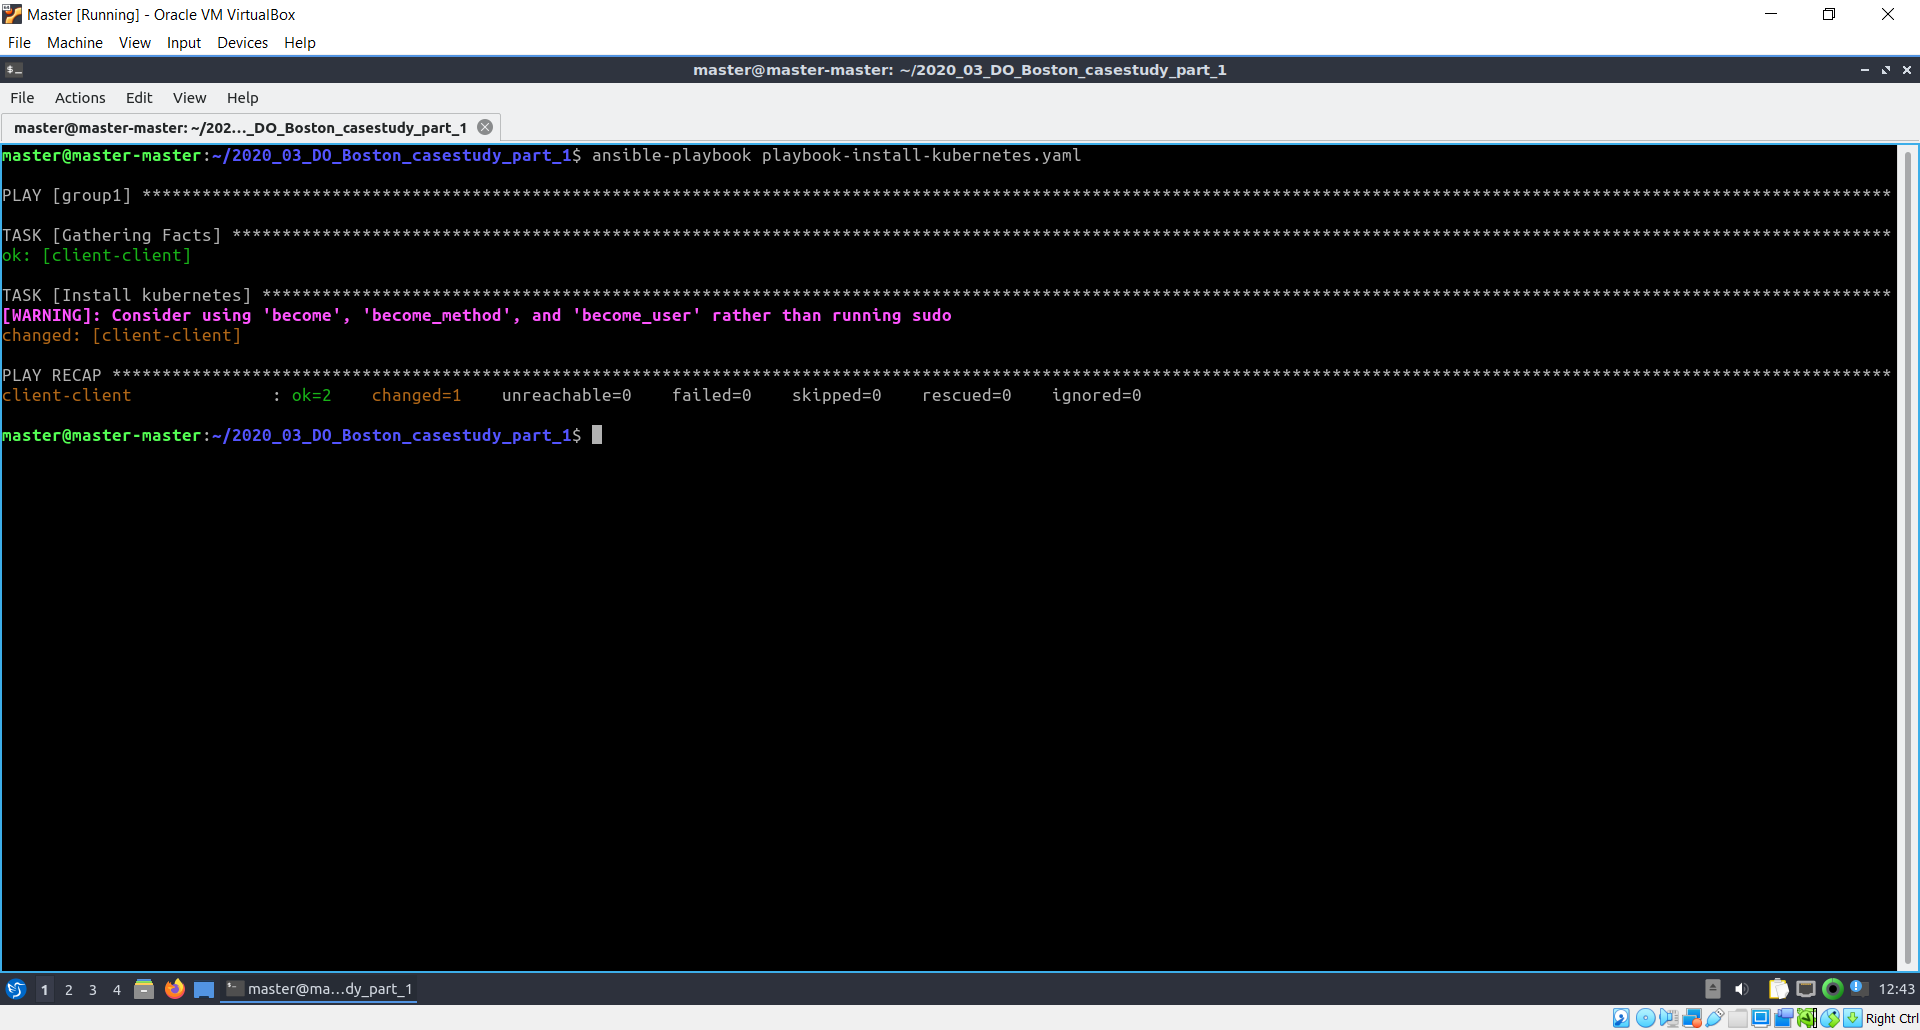 Master [Running] - Oracle VM VirtualBox
File Machine View Input Devices Help
master@master-master: ~/2020_03_DO_Boston_casestudy_part_1
File Actions Edit View Help
master@master-master: ~/202..._DO_Boston_casestudy_part_1
master@master-master:~/2020_03_DO_Boston_casestudy_part_1$ ansible-playbook playbook-install-kubernetes.yaml
PLAY [group1] ***
TASK [Gathering Facts] ***
ok: [client-client]
TASK [Install kubernetes] ***
[WARNING]: Consider using 'become', 'become_method', and 'become_user' rather than running sudo
changed: [client-client]
PLAY RECAP ***
client-client : ok=2 changed=1 unreachable=0 failed=0 skipped=0 rescued=0 ignored=0
master@master-master:~/2020_03_DO_Boston_casestudy_part_1$
1 2 3 4 master@ma...dy_part_1 12:43
Right Ctrl